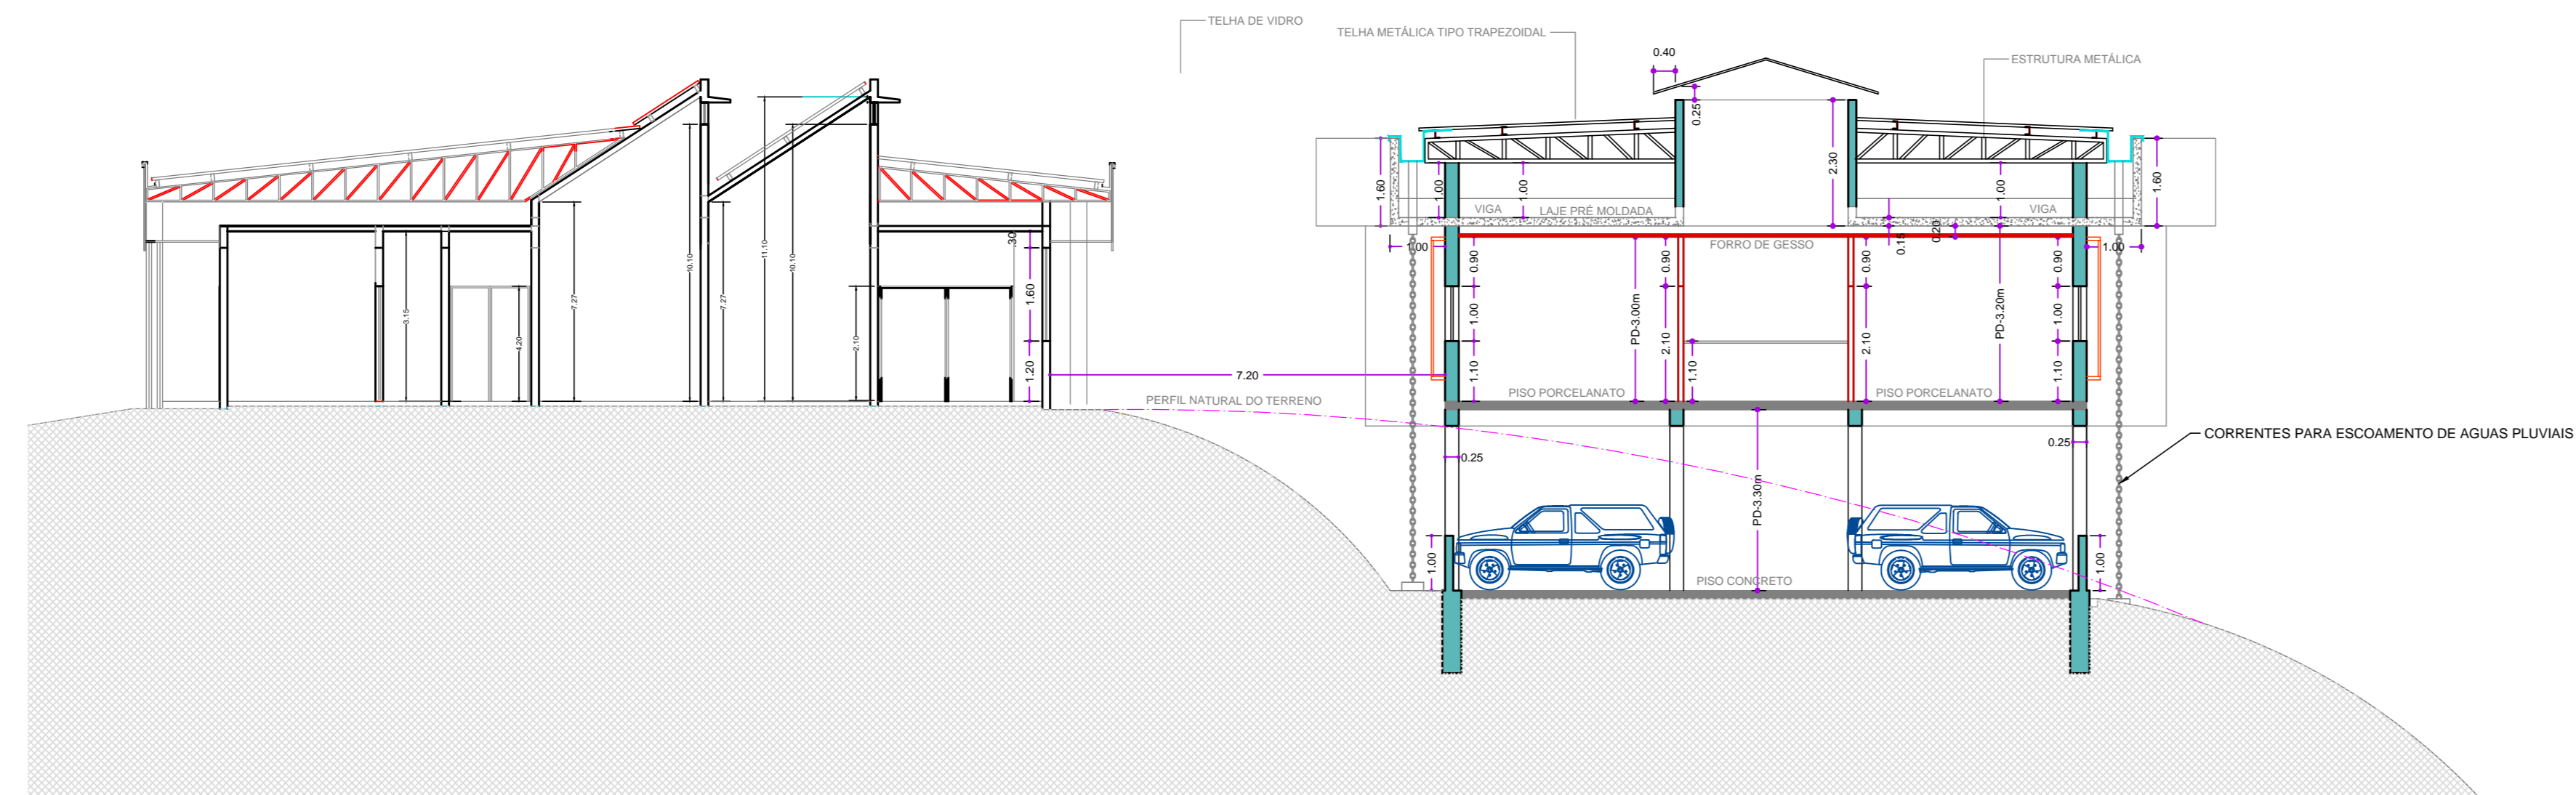 TELHA DE VIDRO
TELHA METÁLICA TIPO TRAPEZOIDAL
0.40
ESTRUTURA METÁLICA
0.25
2.30
1.60
1.00
1.00
1.00
1.60
VIGA
LAJE PRÉ MOLDADA
VIGA
1.00
FORRO DE GESSO
0.15
0.20
1.00
10.10
11.10
10.10
.30
7.27
7.27
3.15
4.20
2.10
1.60
1.20
0.90
0.90
0.90
0.90
1.00
PD-3.00m
2.10
2.10
PD-3.20m
1.00
1.10
1.10
1.10
7.20
PERFIL NATURAL DO TERRENO
PISO PORCELANATO
PISO PORCELANATO
CORRENTES PARA ESCOAMENTO DE AGUAS PLUVIAIS
0.25
0.25
PD-3.30m
1.00
1.00
PISO CONCRETO